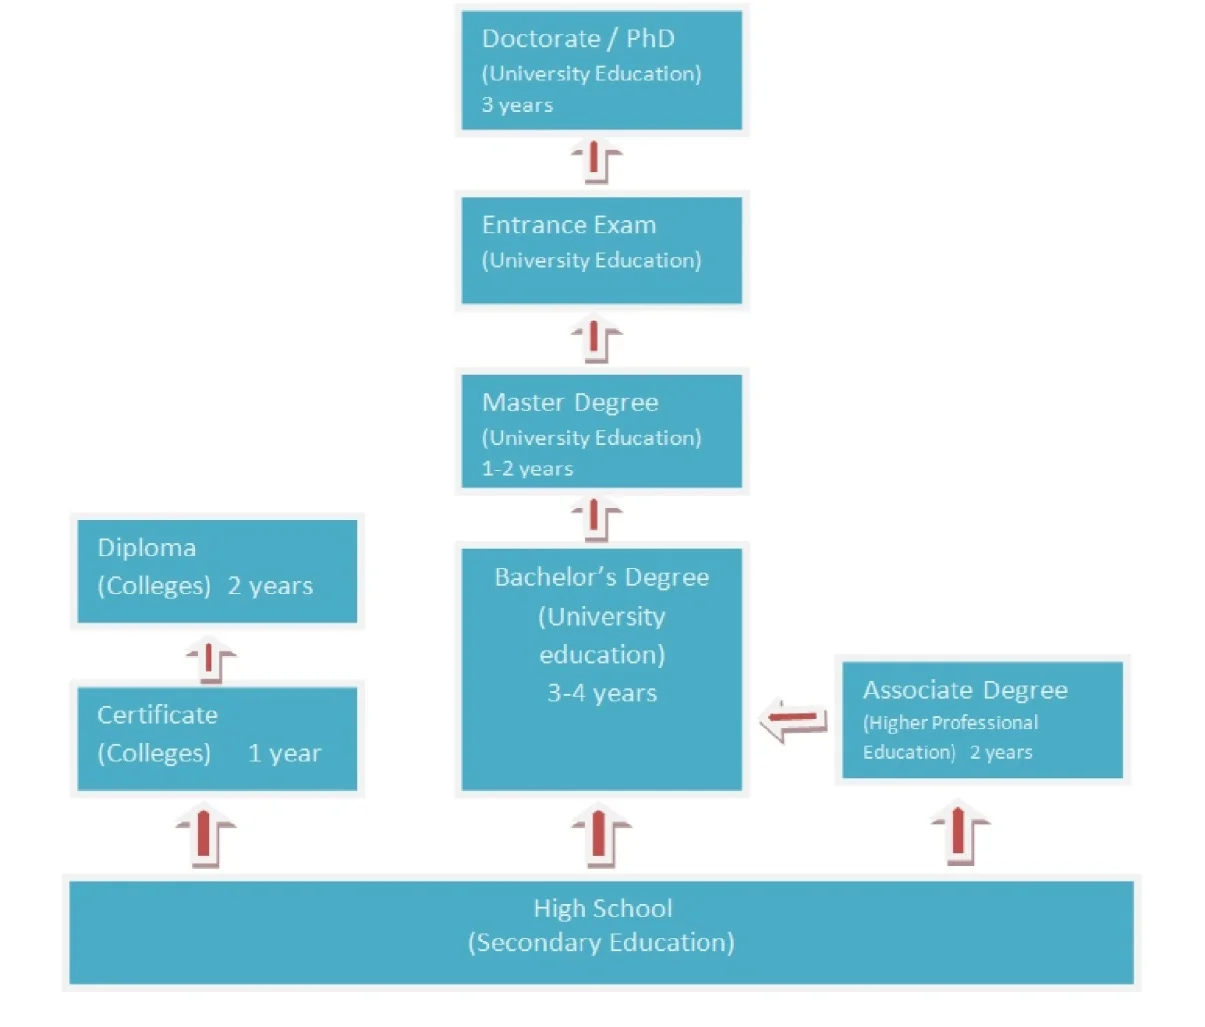 Doctorate / PhD
(University Education)
3 years
Entrance Exam
(University Education)
Master Degree
(University Education)
1-2 years
Diploma
(Colleges) 2 years
Certificate
(Colleges) 1 year
Bachelor’s Degree
(University
education)
3-4 years
Associate Degree
(Higher Professional
Education) 2 years
High School
(Secondary Education)